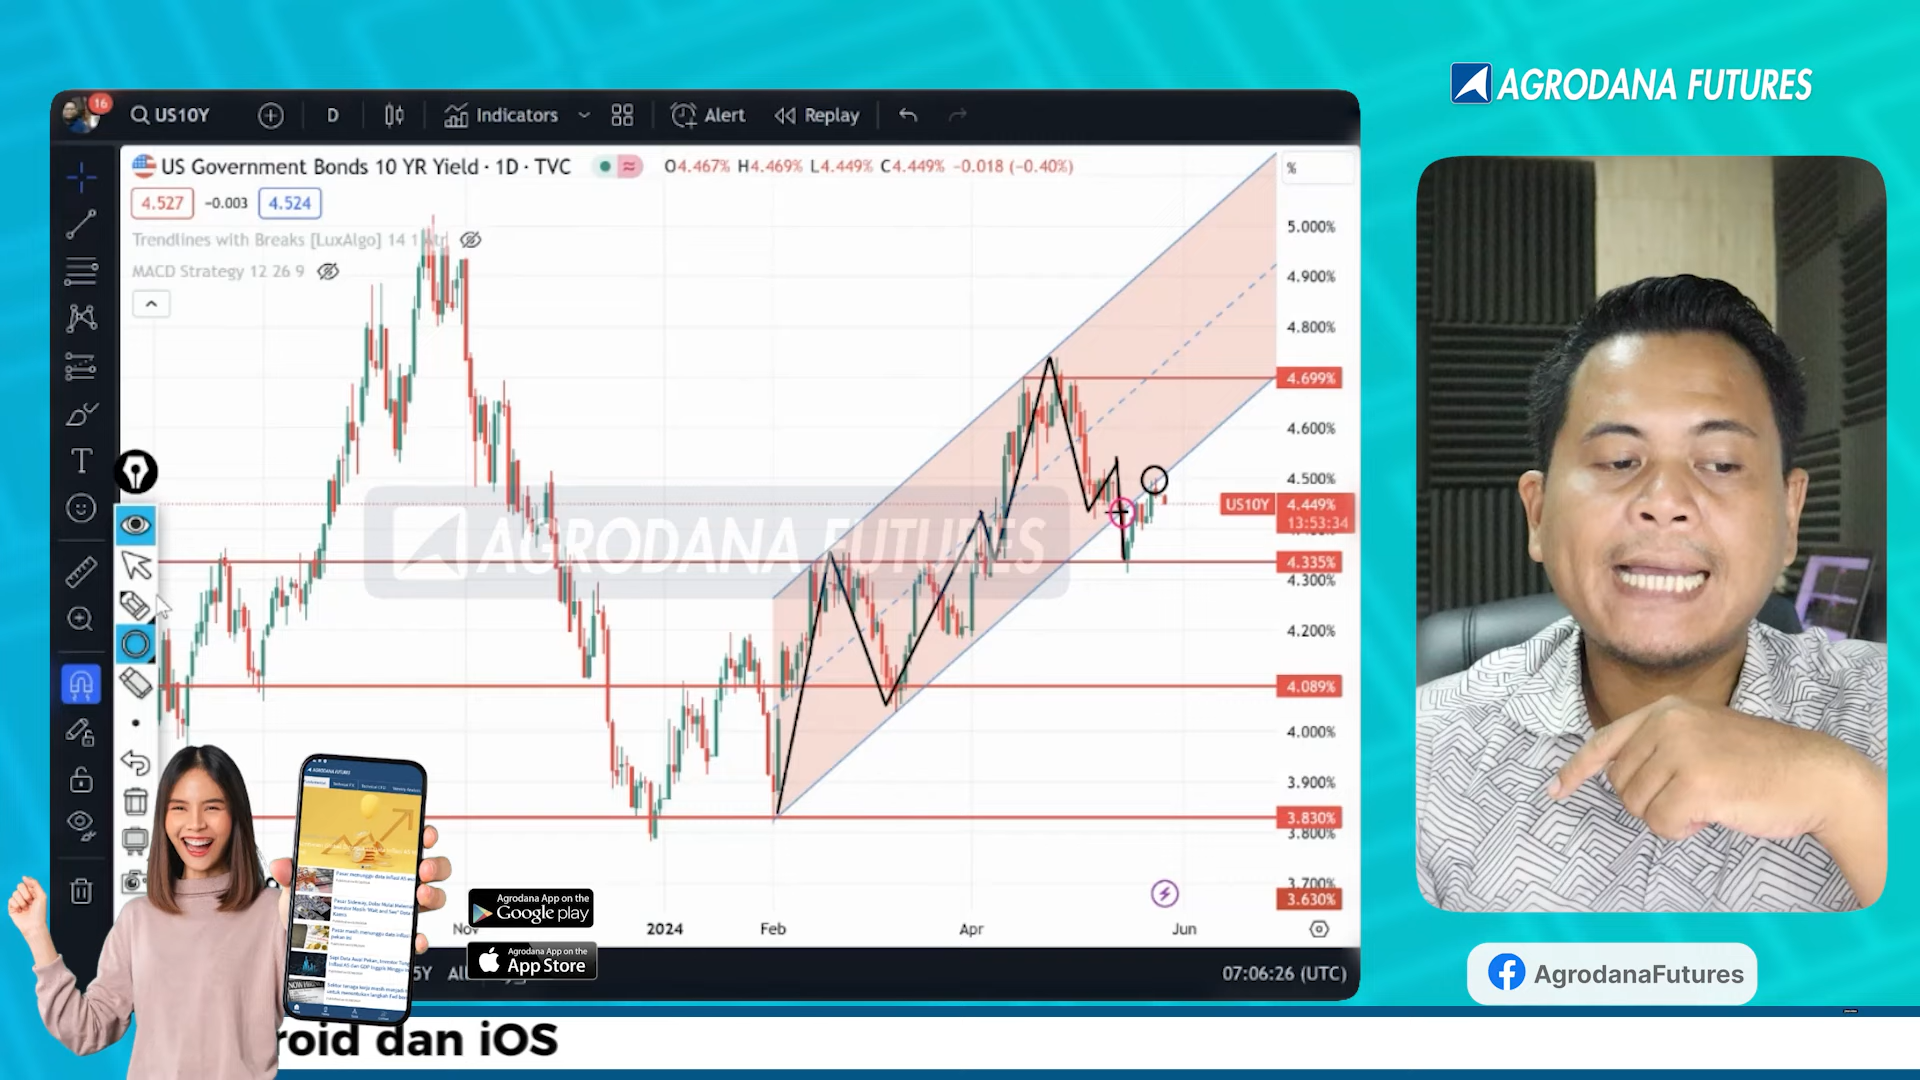 AGRODANA FUTURES
16
US10Y
D
Indicators
Alert
Replay
US Government Bonds 10 YR Yield · 1D · TVC
O4.467% H4.469% L4.449% C4.449% −0.018 (−0.40%)
%
4.527
−0.003
4.524
Trendlines with Breaks [LuxAlgo] 14 1
MACD Strategy 12 26 9
5.000%
4.900%
4.800%
4.699%
4.600%
4.500%
US10Y
4.449%
13:53:34
AGRODANA FUTURES
4.335%
4.300%
4.200%
4.089%
4.000%
3.900%
3.830%
3.800%
3.700%
3.630%
2024
Feb
Apr
Jun
AGRODANA FUTURES
Agrodana App on the
Google play
Agrodana App on the
App Store
5Y
07:06:26 (UTC)
AgrodanaFutures
roid dan iOS